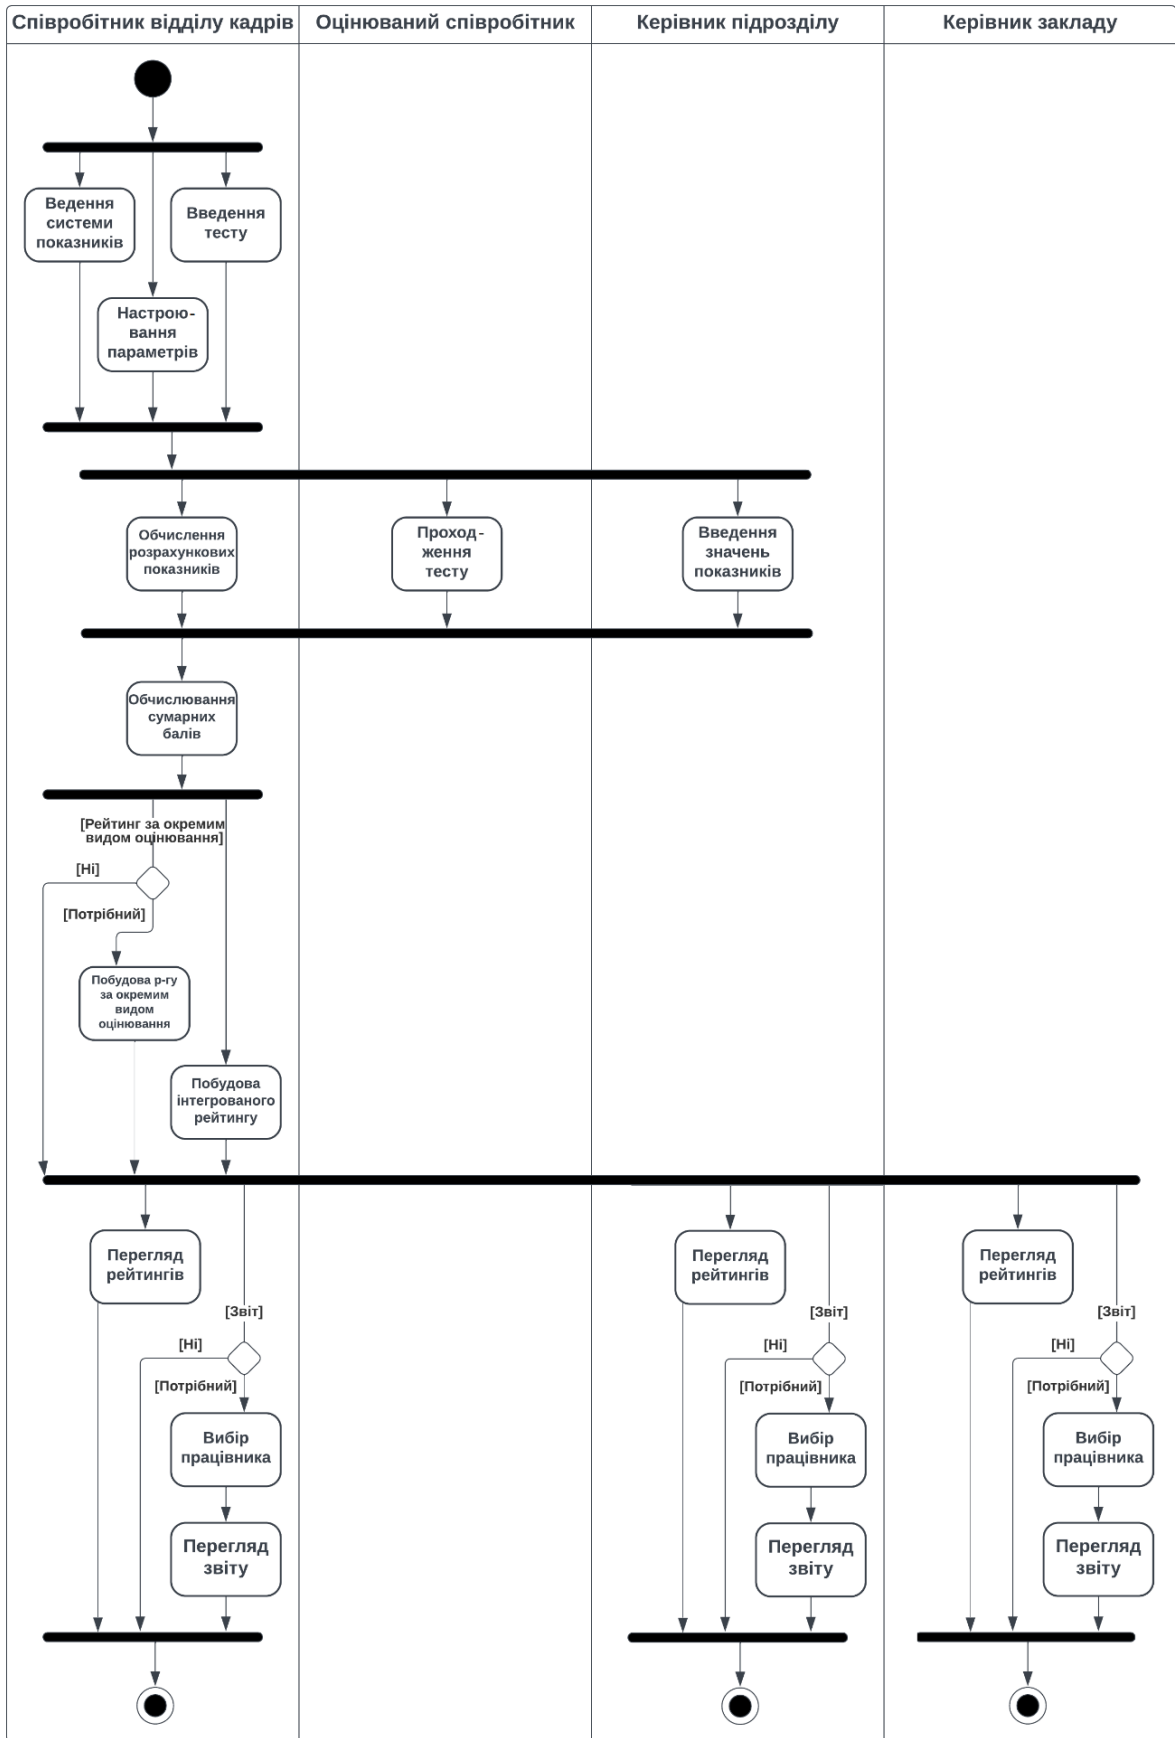 Співробітник відділу кадрів
Оцінюваний співробітник
Керівник підрозділу
Керівник закладу
Ведення
системи
показників
Введення
тесту
Настрою-
вання
параметрів
Обчислення
розрахункових
показників
Проход-
ження
тесту
Введення
значень
показників
Обчислювання
сумарних
балів
[Рейтинг за окремим
видом оцінювання]
[Ні]
[Потрібний]
Побудова р-гу
за окремим
видом
оцінювання
Побудова
інтегрованого
рейтингу
Перегляд
рейтингів
[Звіт]
[Ні]
[Потрібний]
Вибір
працівника
Перегляд
звіту
Перегляд
рейтингів
[Звіт]
[Ні]
[Потрібний]
Вибір
працівника
Перегляд
звіту
Перегляд
рейтингів
[Звіт]
[Ні]
[Потрібний]
Вибір
працівника
Перегляд
звіту